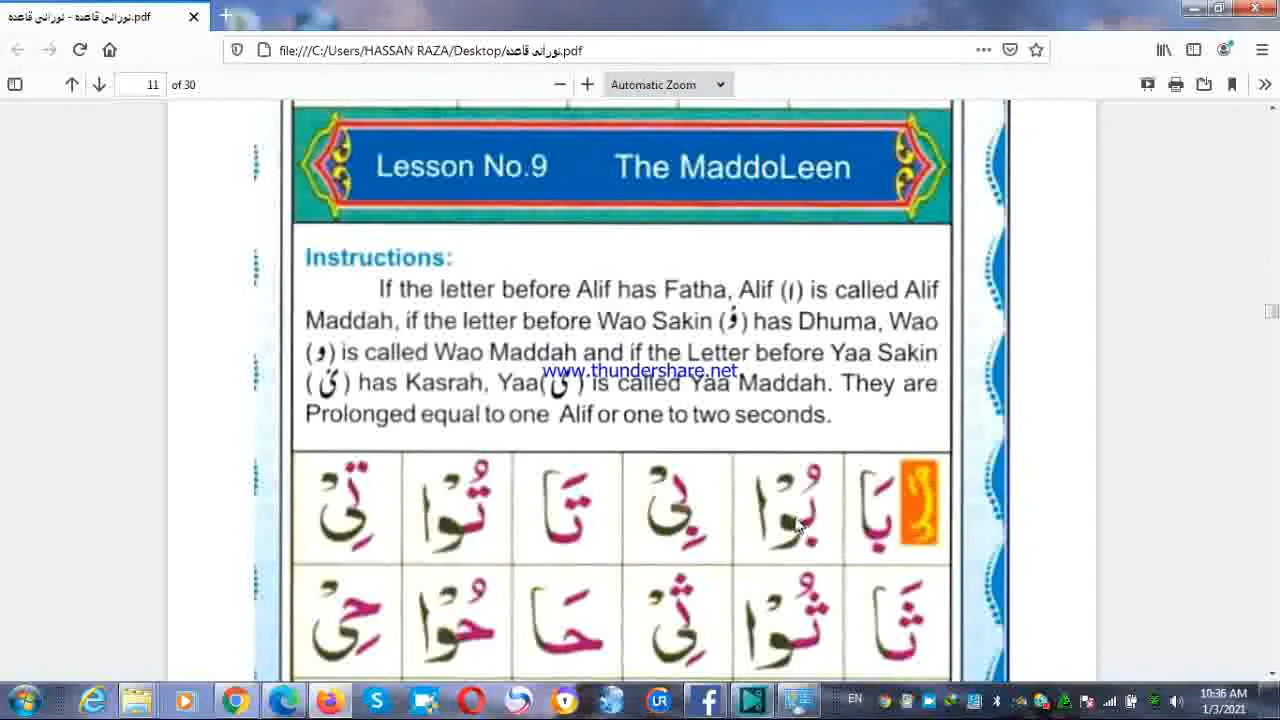 نورانی قاعدہ - نورانی قاعدہ.pdf
file:///C:/Users/HASSAN RAZA/Desktop/نورانی قاعدہ.pdf
11 of 30
Automatic Zoom
Lesson No.9 The MaddoLeen
Instructions:
If the letter before Alif has Fatha, Alif (ا) is called Alif
Maddah, if the letter before Wao Sakin (وْ) has Dhuma, Wao
(و) is called Wao Maddah and if the Letter before Yaa Sakin
(یْ) has Kasrah, Yaa(یْ) is called Yaa Maddah. They are
www.thundershare.net
Prolonged equal to one Alif or one to two seconds.
بَا بُوْا بِیْ تَا تُوْا تِیْ
ثَا ثُوْا ثِیْ حَا حُوْا حِیْ
EN
10:36 AM
1/3/2021